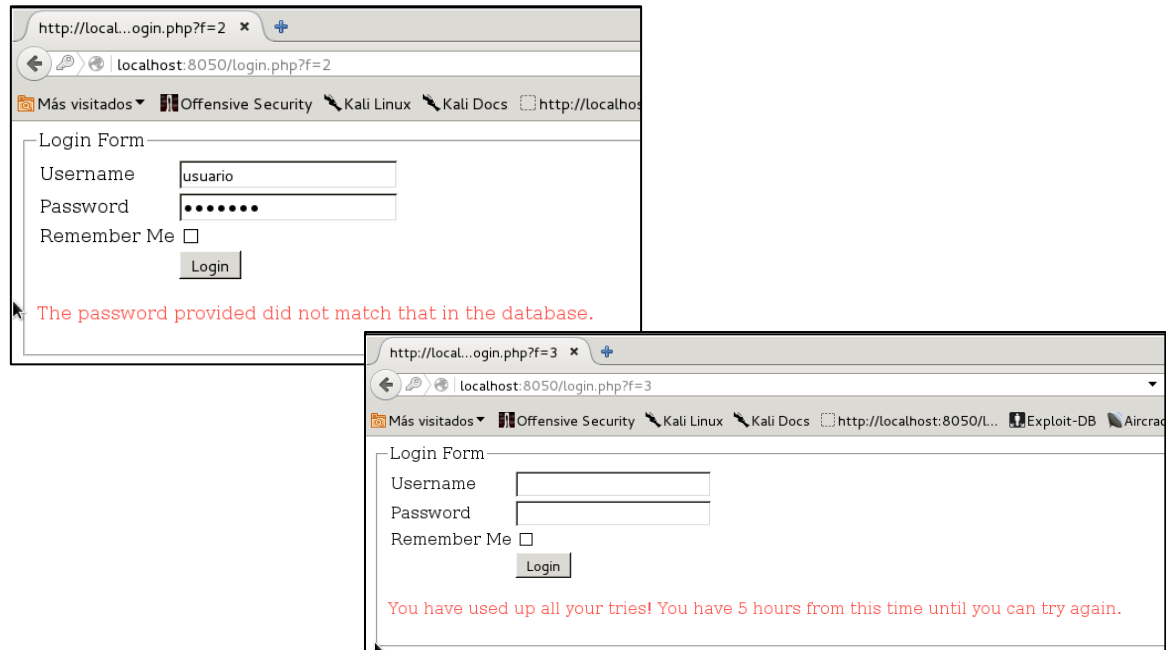 http://local...ogin.php?f=2
localhost:8050/login.php?f=2
Más visitados Offensive Security Kali Linux Kali Docs http://localhos
Login Form
Username usuario
Password •••••••
Remember Me
Login
The password provided did not match that in the database.
http://local...ogin.php?f=3
localhost:8050/login.php?f=3
Más visitados Offensive Security Kali Linux Kali Docs http://localhost:8050/l... Exploit-DB Aircrac
Login Form
Username
Password
Remember Me
Login
You have used up all your tries! You have 5 hours from this time until you can try again.